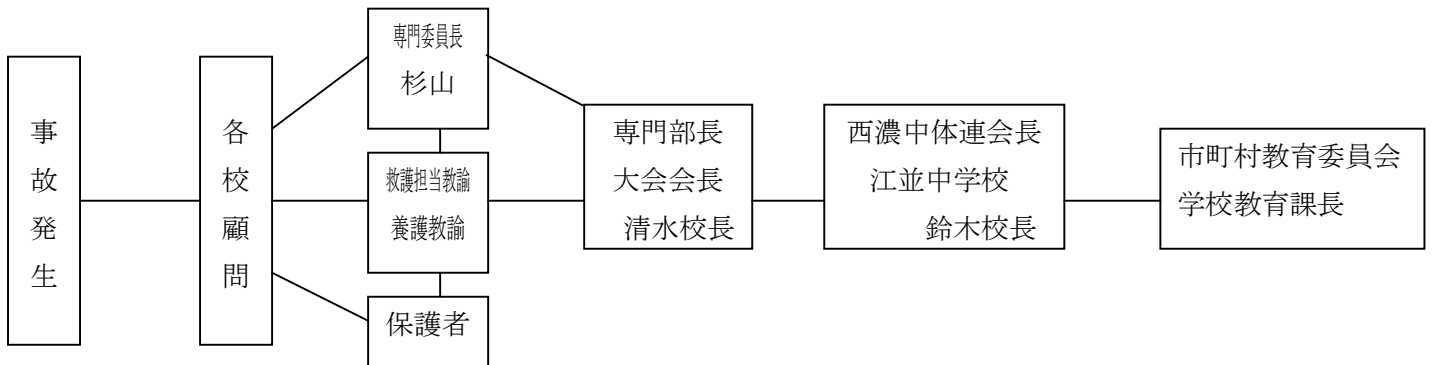 事故発生
各校顧問
専門委員長
杉山
救護担当教諭
養護教諭
保護者
専門部長
大会会長
清水校長
西濃中体連会長
江並中学校
鈴木校長
市町村教育委員会
学校教育課長